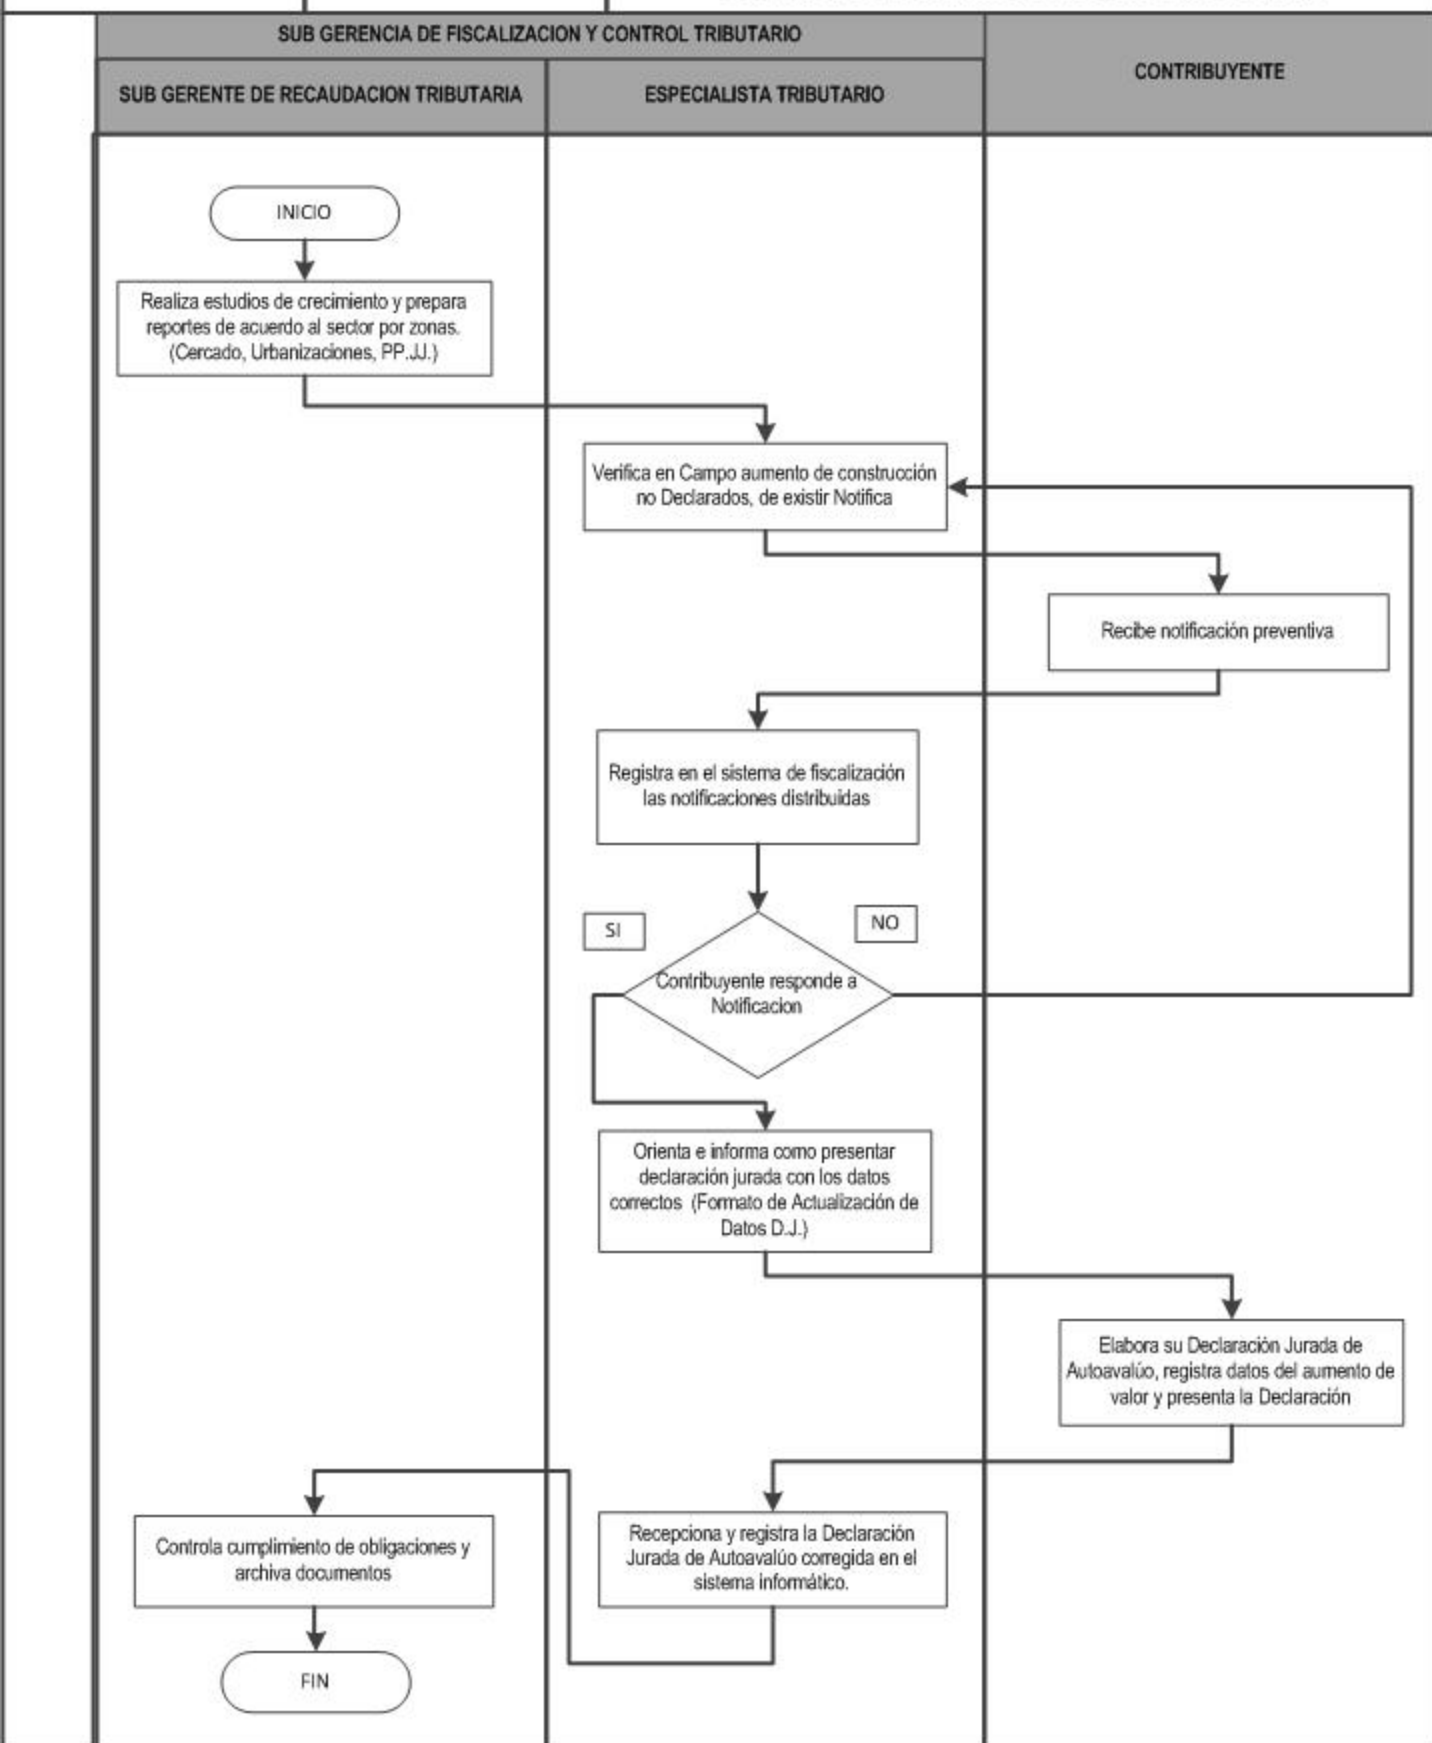 SUB GERENCIA DE FISCALIZACION Y CONTROL TRIBUTARIO
CONTRIBUYENTE
SUB GERENTE DE RECAUDACION TRIBUTARIA
ESPECIALISTA TRIBUTARIO
INICIO
Realiza estudios de crecimiento y prepara
reportes de acuerdo al sector por zonas.
(Cercado, Urbanizaciones, PP.JJ.)
Verifica en Campo aumento de construcción
no Declarados, de existir Notifica
Recibe notificación preventiva
Registra en el sistema de fiscalización
las notificaciones distribuidas
SI
NO
Contribuyente responde a
Notificacion
Orienta e informa como presentar
declaración jurada con los datos
correctos (Formato de Actualización de
Datos D.J.)
Elabora su Declaración Jurada de
Autoavalúo, registra datos del aumento de
valor y presenta la Declaración
Recepciona y registra la Declaración
Jurada de Autoavalúo corregida en el
sistema informático.
Controla cumplimiento de obligaciones y
archiva documentos
FIN